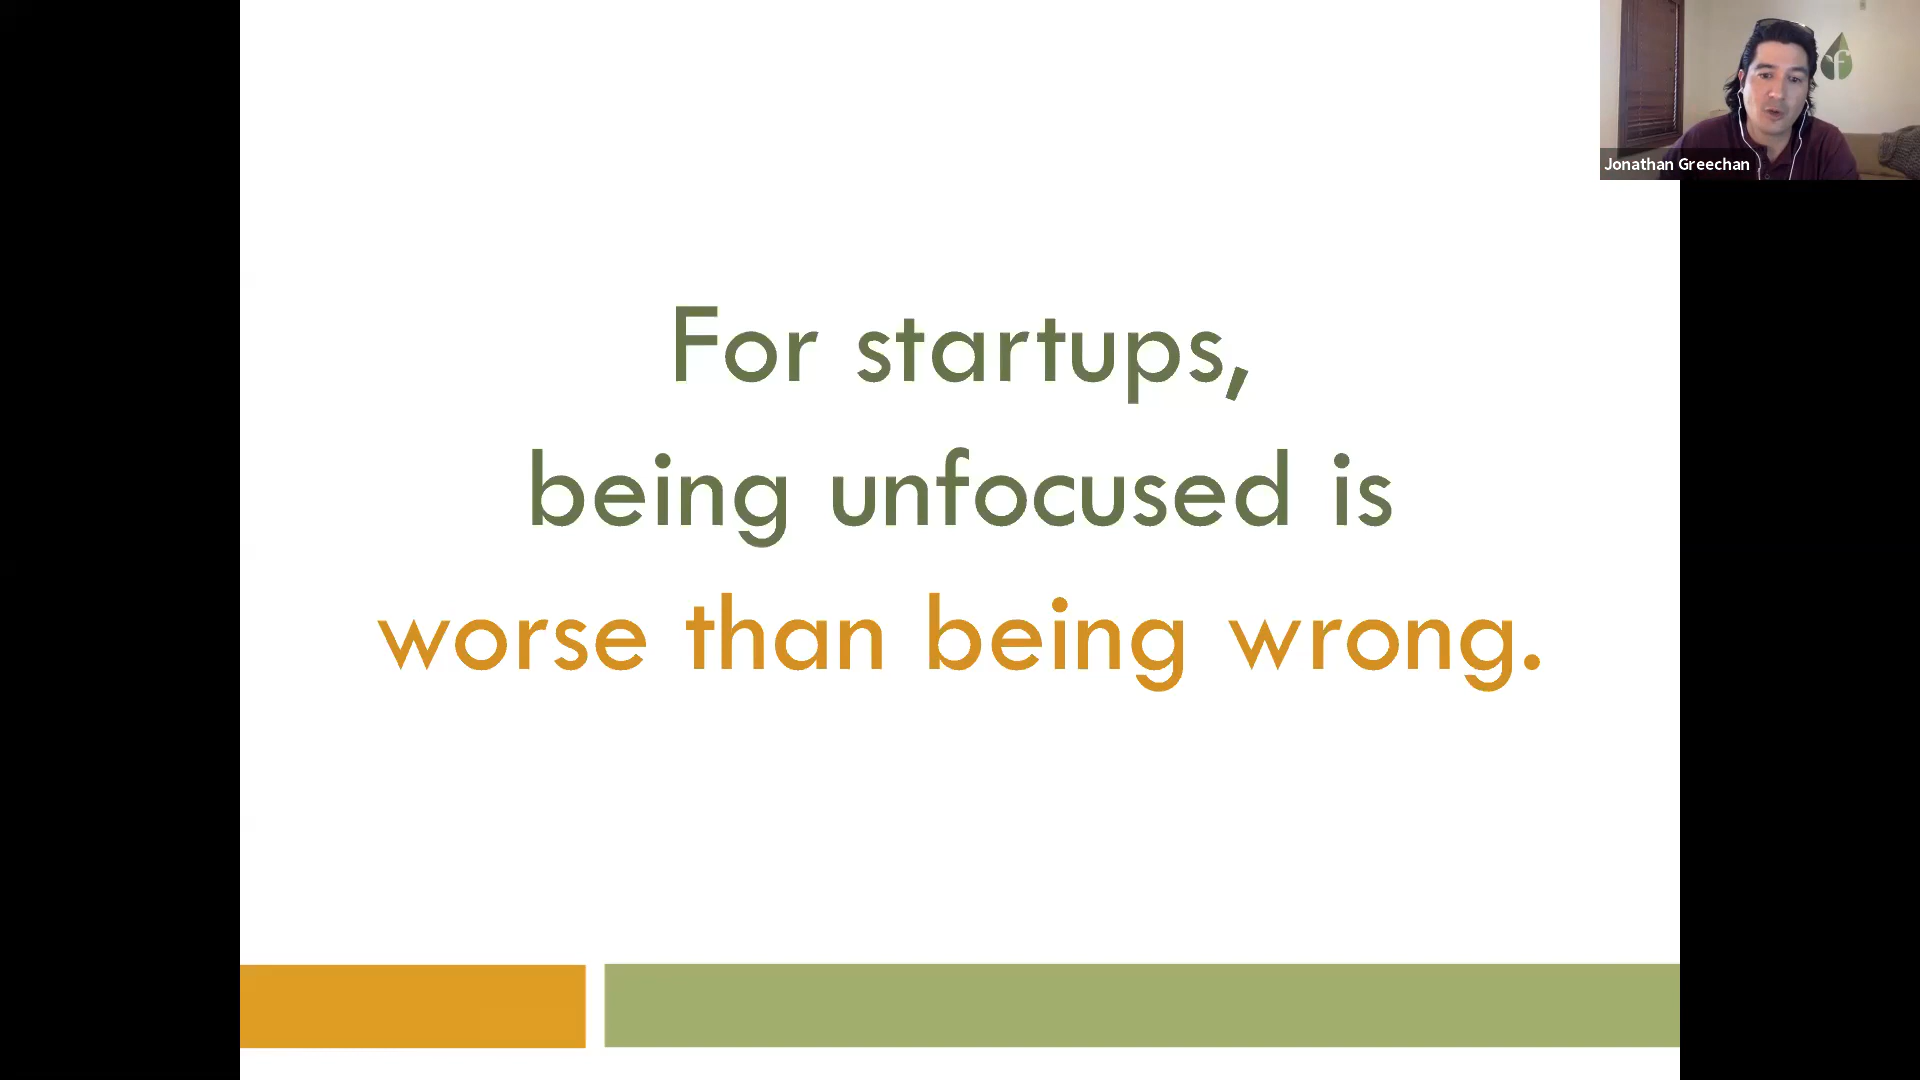 Jonathan Greechan
For startups,
being unfocused is
worse than being wrong.